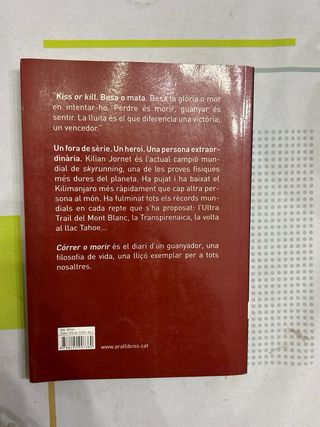 "Kiss or kill. Besa o mata. Besa la glòria o mor
en intentar-ho. Perdre és morir, guanyar és
sentir. La lluita és el que diferencia una victòria,
un vencedor."
Un fora de sèrie. Un heroi. Una persona extraor-
dinària. Kilian Jornet és l'actual campió mun-
dial de skyrunning, una de les proves físiques
més dures del planeta. Ha pujat i ha baixat el
Kilimanjaro més ràpidament que cap altra per-
sona al món. Ha fulminat tots els rècords mun-
dials en cada repte que s'ha proposat: l'Ultra
Trail del Mont Blanc, la Transpirenaica, la volta
al llac Tahoe...
Córrer o morir és el diari d'un guanyador, una
filosofia de vida, una lliçó exemplar per a tots
nosaltres.
www.arallibres.cat